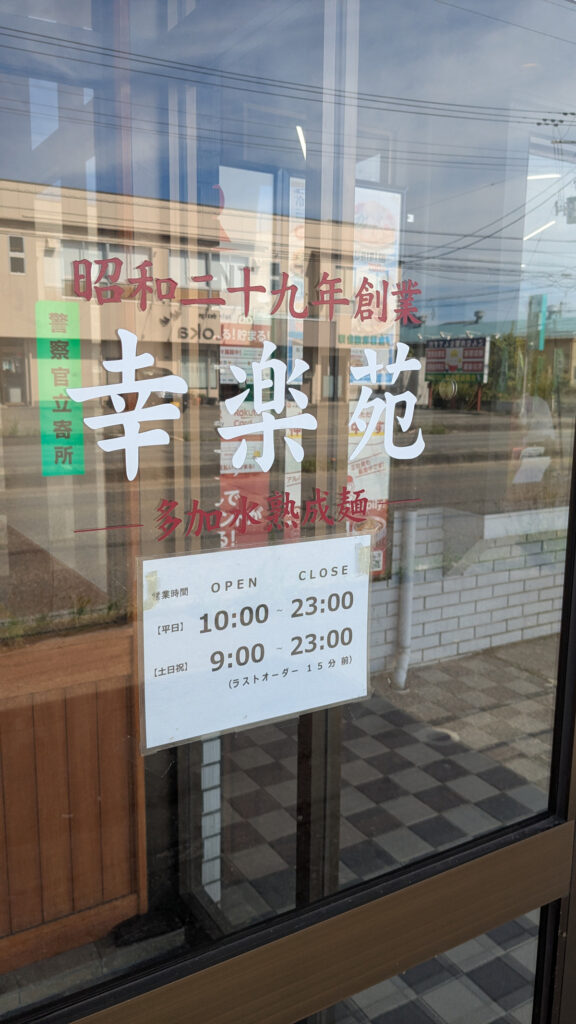 昭和二十九年創業
警察官立寄所
幸楽苑
多加水熟成麺
営業時間 OPEN CLOSE
【平日】 10:00 ~ 23:00
【土日祝】 9:00 ~ 23:00
(ラストオーダー 15分前)